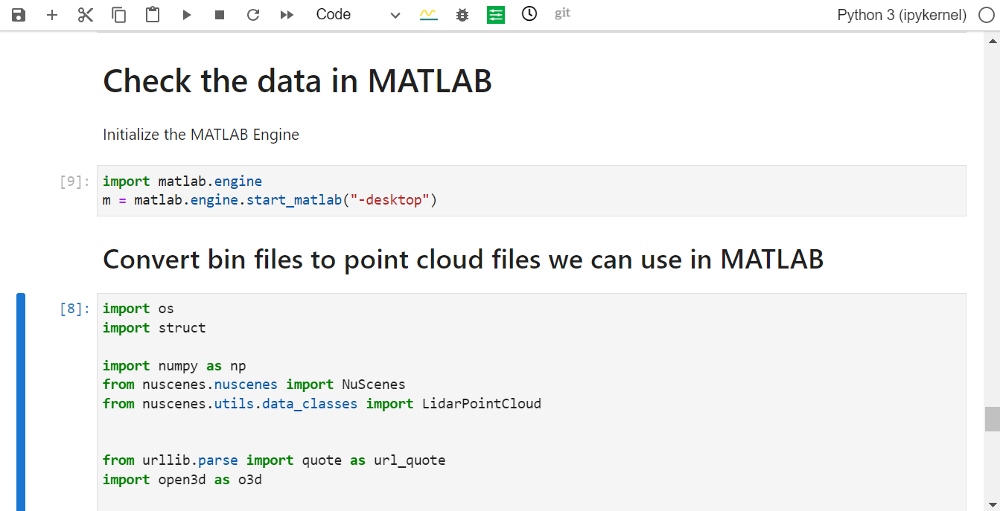 Code
git
Python 3 (ipykernel)
Check the data in MATLAB
Initialize the MATLAB Engine
[9]:
import matlab.engine
m = matlab.engine.start_matlab("-desktop")
Convert bin files to point cloud files we can use in MATLAB
[8]:
import os
import struct
import numpy as np
from nuscenes.nuscenes import NuScenes
from nuscenes.utils.data_classes import LidarPointCloud
from urllib.parse import quote as url_quote
import open3d as o3d